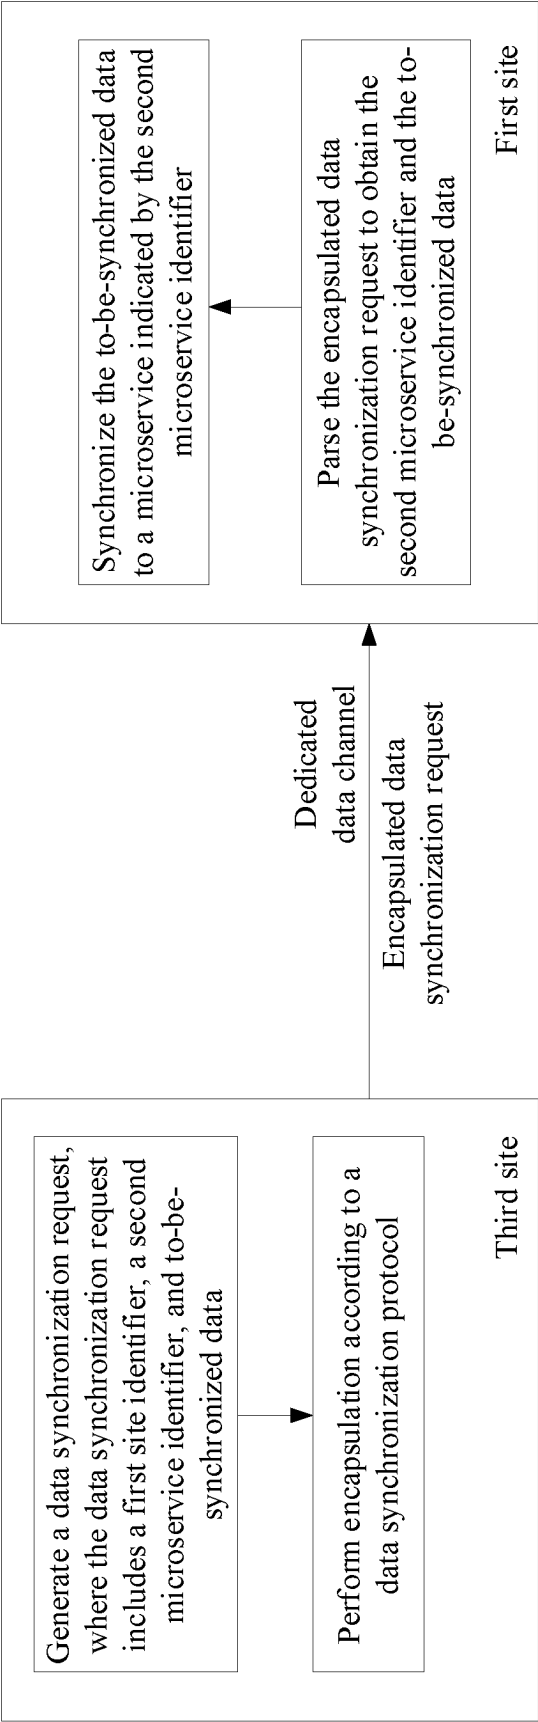 Generate a data synchronization request,
where the data synchronization request
includes a first site identifier, a second
microservice identifier, and to-be-
synchronized data
Perform encapsulation according to a
data synchronization protocol
Third site
Dedicated
data channel
Encapsulated data
synchronization request
Synchronize the to-be-synchronized data
to a microservice indicated by the second
microservice identifier
Parse the encapsulated data
synchronization request to obtain the
second microservice identifier and the to-
be-synchronized data
First site